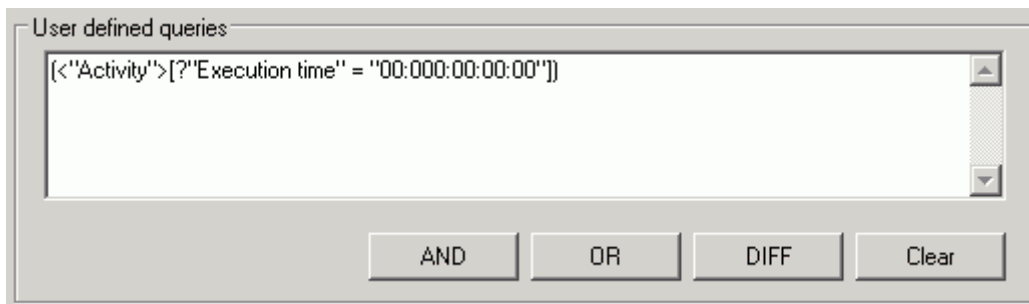 User defined queries
(<"Activity">[?"Execution time" = "00:000:00:00:00"])
AND OR DIFF Clear